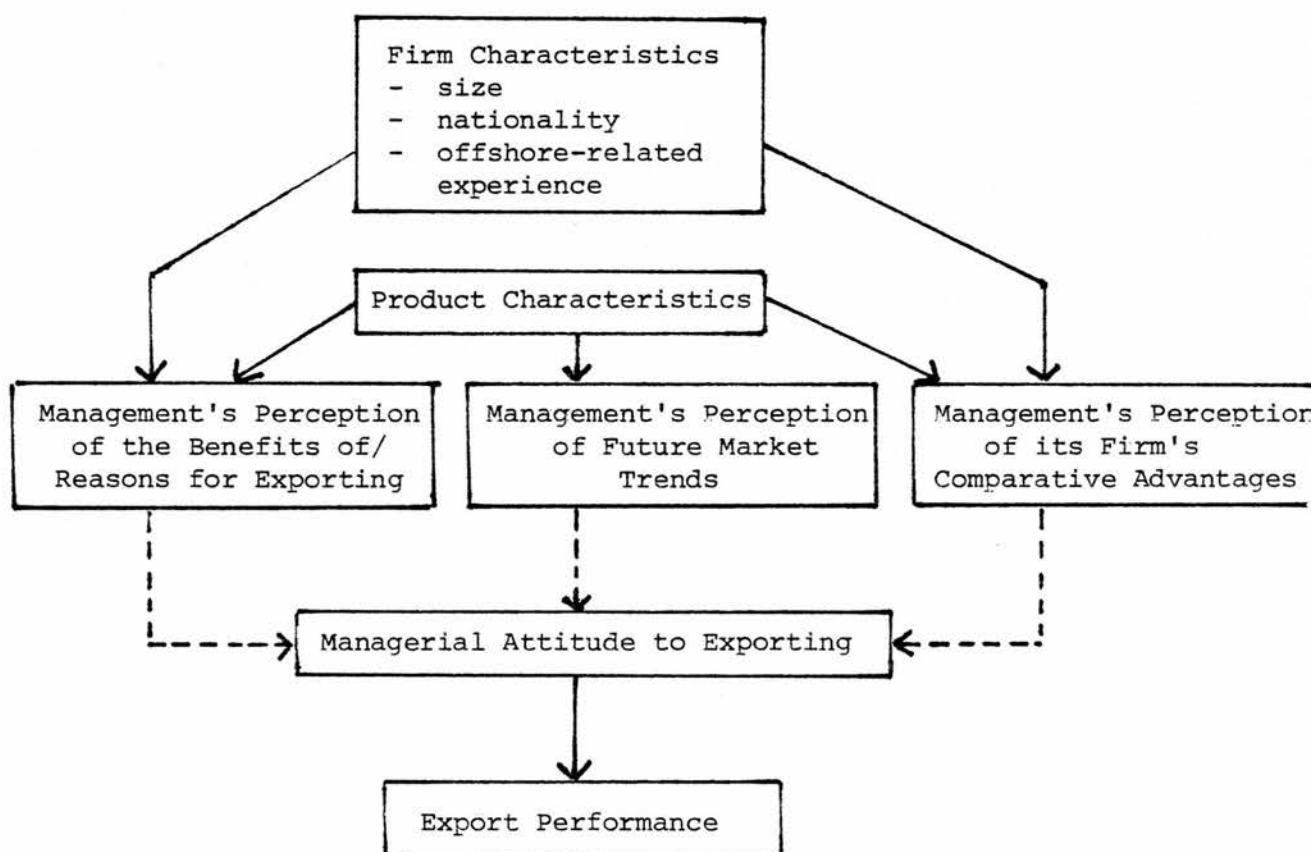 Firm Characteristics
- size
- nationality
- offshore-related
experience
Product Characteristics
Management's Perception
of the Benefits of/
Reasons for Exporting
Management's Perception
of Future Market
Trends
Management's Perception
of its Firm's
Comparative Advantages
Managerial Attitude to Exporting
Export Performance